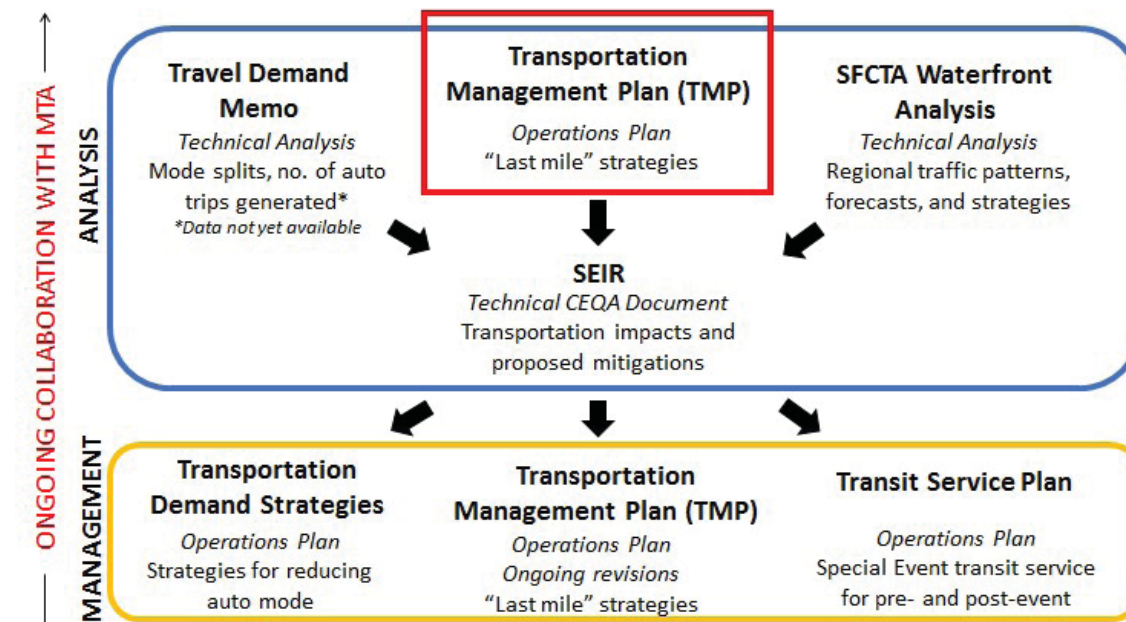 ONGOING COLLABORATION WITH MTA
ANALYSIS
Travel Demand
Memo
Technical Analysis
Mode splits, no. of auto
trips generated*
*Data not yet available
Transportation
Management Plan (TMP)
Operations Plan
“Last mile” strategies
SFCTA Waterfront
Analysis
Technical Analysis
Regional traffic patterns,
forecasts, and strategies
SEIR
Technical CEQA Document
Transportation impacts and
proposed mitigations
MANAGEMENT
Transportation
Demand Strategies
Operations Plan
Strategies for reducing
auto mode
Transportation
Management Plan (TMP)
Operations Plan
Ongoing revisions
“Last mile” strategies
Transit Service Plan
Operations Plan
Special Event transit service
for pre- and post-event